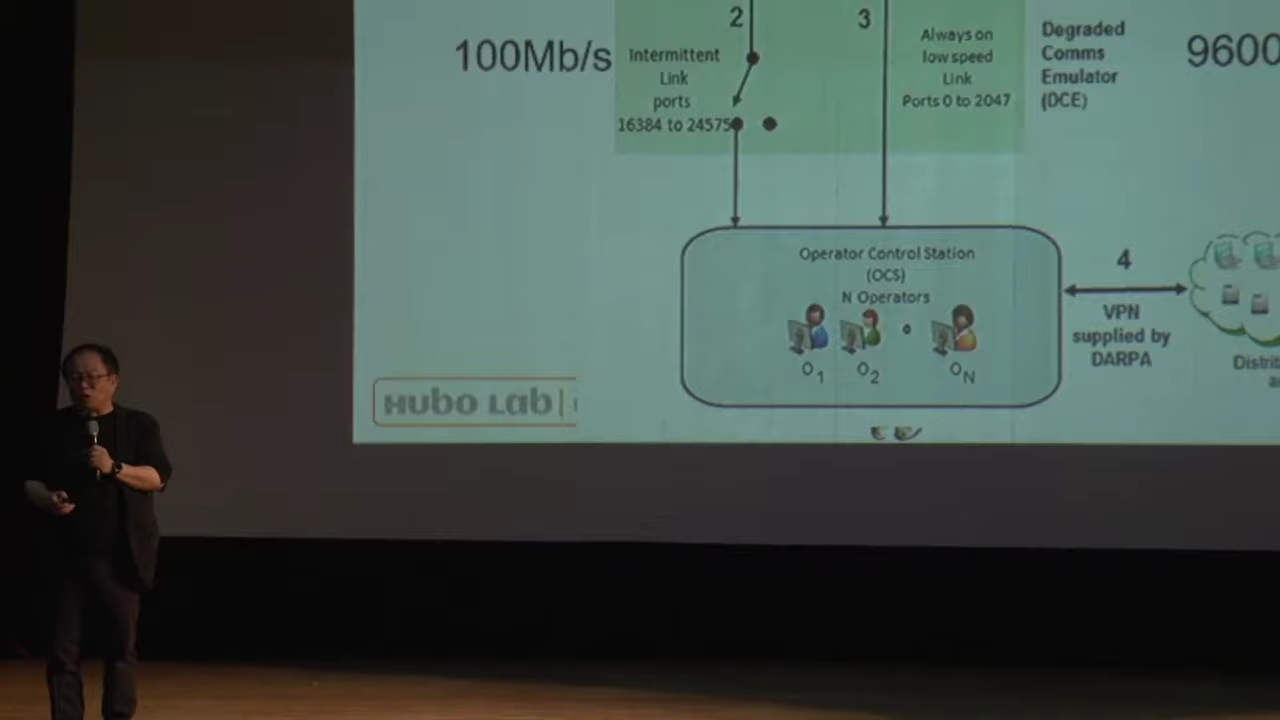 2
3
100Mb/s
Intermittent
Link
ports
16384 to 24575
Always on
low speed
Link
Ports 0 to 2047
Degraded
Comms
Emulator
(DCE)
9600
Operator Control Station
(OCS)
N Operators
O1 O2 ON
4
VPN
supplied by
DARPA
Hubo Lab